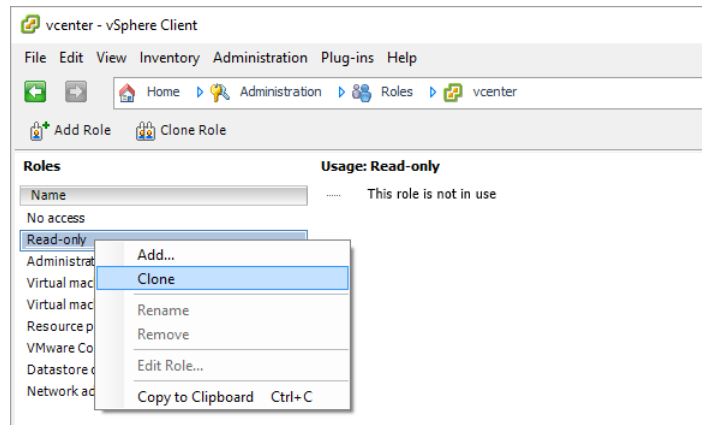 vcenter - vSphere Client
File Edit View Inventory Administration Plug-ins Help
Home Administration Roles vcenter
Add Role Clone Role
Roles
Usage: Read-only
Name
This role is not in use
No access
Read-only
Administrat
Virtual mac
Virtual mac
Resource p
VMware Co
Datastore c
Network ad
Add...
Clone
Rename
Remove
Edit Role...
Copy to Clipboard Ctrl+C